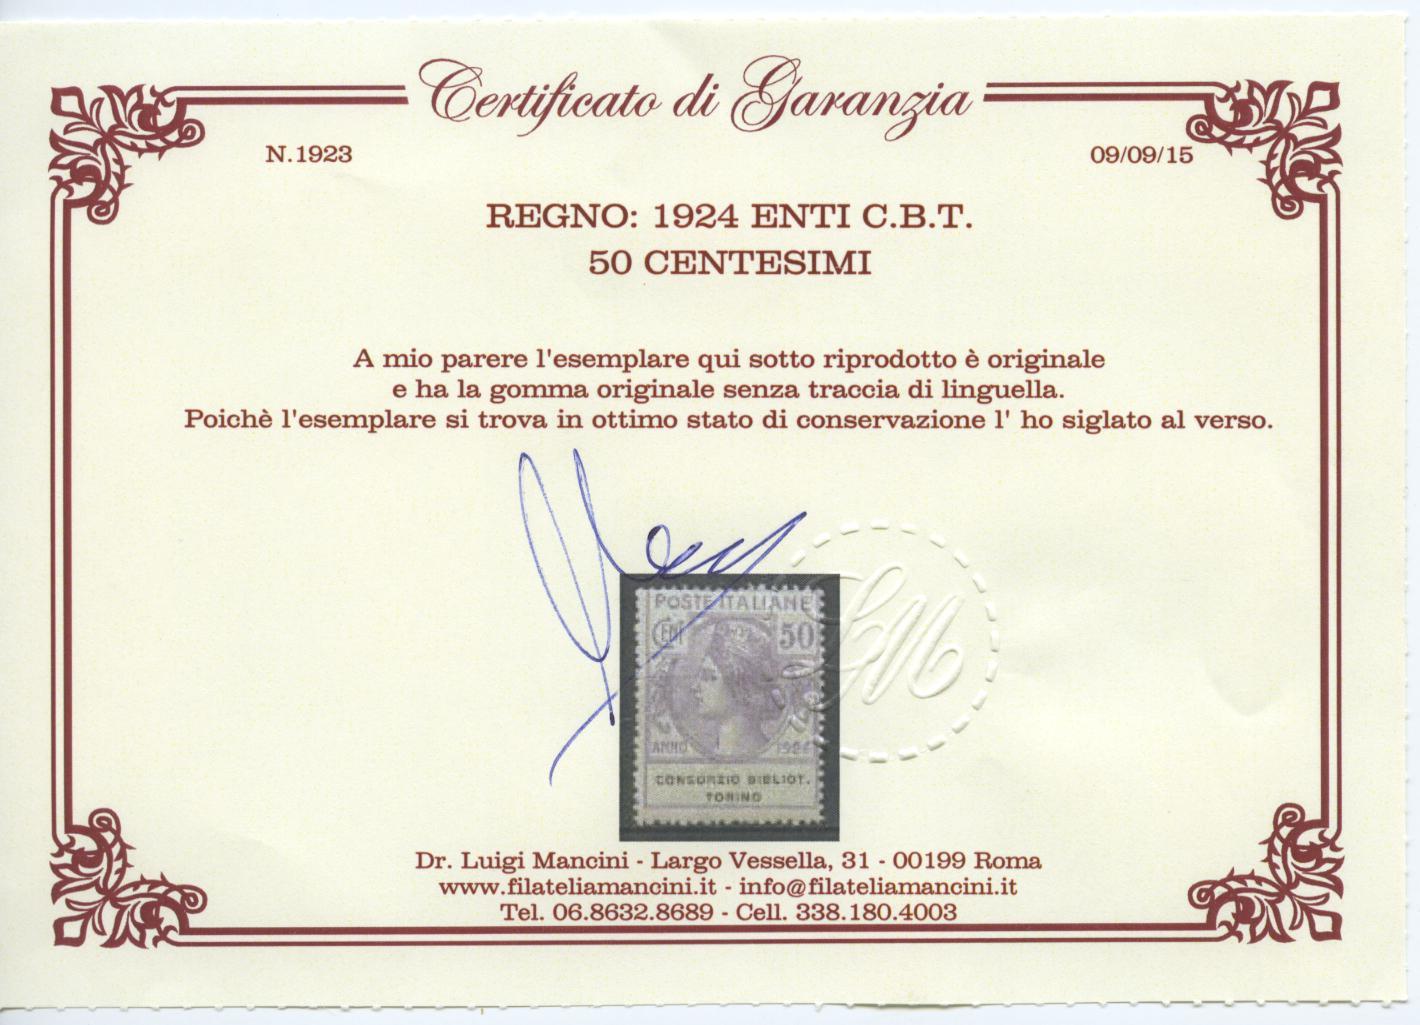 Certificato di Garanzia
N.1923 09/09/15
REGNO: 1924 ENTI C.B.T.
50 CENTESIMI
A mio parere l'esemplare qui sotto riprodotto è originale
e ha la gomma originale senza traccia di linguella.
Poichè l'esemplare si trova in ottimo stato di conservazione l' ho siglato al verso.
POSTE ITALIANE
CENT 50
ANNO 1924
CONSORZIO BIBLIOT.
TORINO
LM
Dr. Luigi Mancini - Largo Vessella, 31 - 00199 Roma
www.filateliamancini.it - info@filateliamancini.it
Tel. 06.8632.8689 - Cell. 338.180.4003